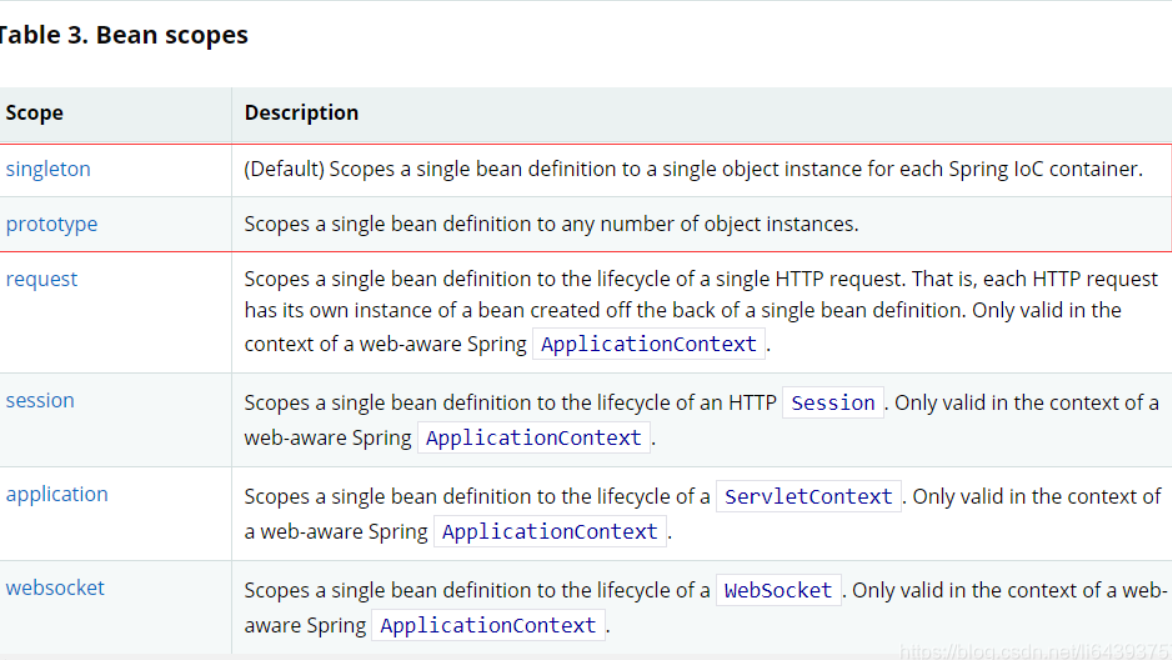 Table 3. Bean scopes
Scope Description
singleton (Default) Scopes a single bean definition to a single object instance for each Spring IoC container.
prototype Scopes a single bean definition to any number of object instances.
request Scopes a single bean definition to the lifecycle of a single HTTP request. That is, each HTTP request
has its own instance of a bean created off the back of a single bean definition. Only valid in the
context of a web-aware Spring ApplicationContext.
session Scopes a single bean definition to the lifecycle of an HTTP Session. Only valid in the context of a
web-aware Spring ApplicationContext.
application Scopes a single bean definition to the lifecycle of a ServletContext. Only valid in the context of
a web-aware Spring ApplicationContext.
websocket Scopes a single bean definition to the lifecycle of a WebSocket. Only valid in the context of a web-
aware Spring ApplicationContext.
https://blog.csdn.net/li6439375